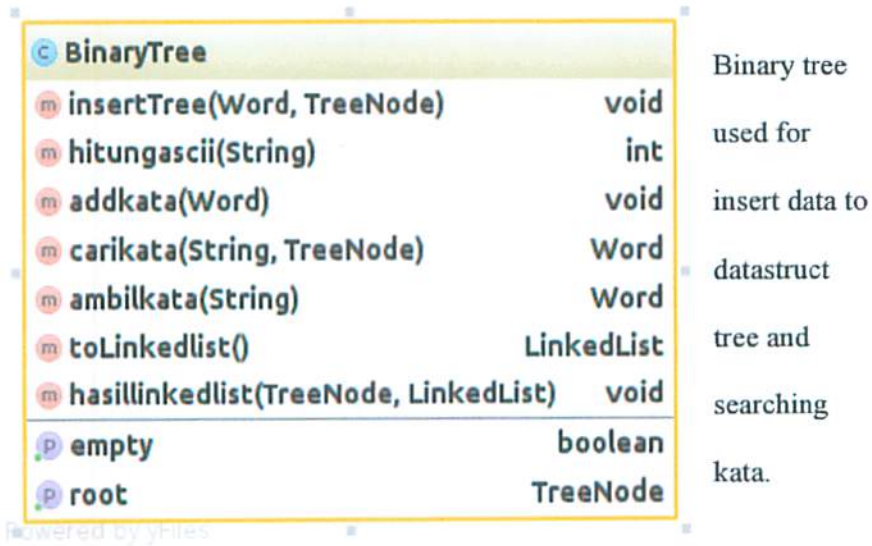 C BinaryTree
m insertTree(Word, TreeNode) void
m hitungascii(String) int
m addkata(Word) void
m carikata(String, TreeNode) Word
m ambilkata(String) Word
m toLinkedlist() LinkedList
m hasillinkedlist(TreeNode, LinkedList) void
p empty boolean
p root TreeNode
Powered by yFiles
Binary tree
used for
insert data to
datastruct
tree and
searching
kata.